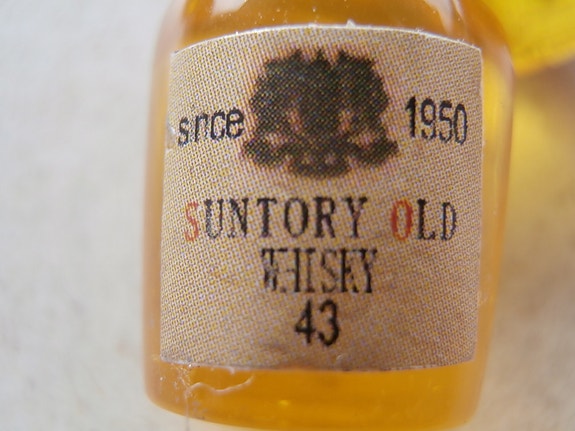 since 1950
SUNTORY OLD
WHISKY
43